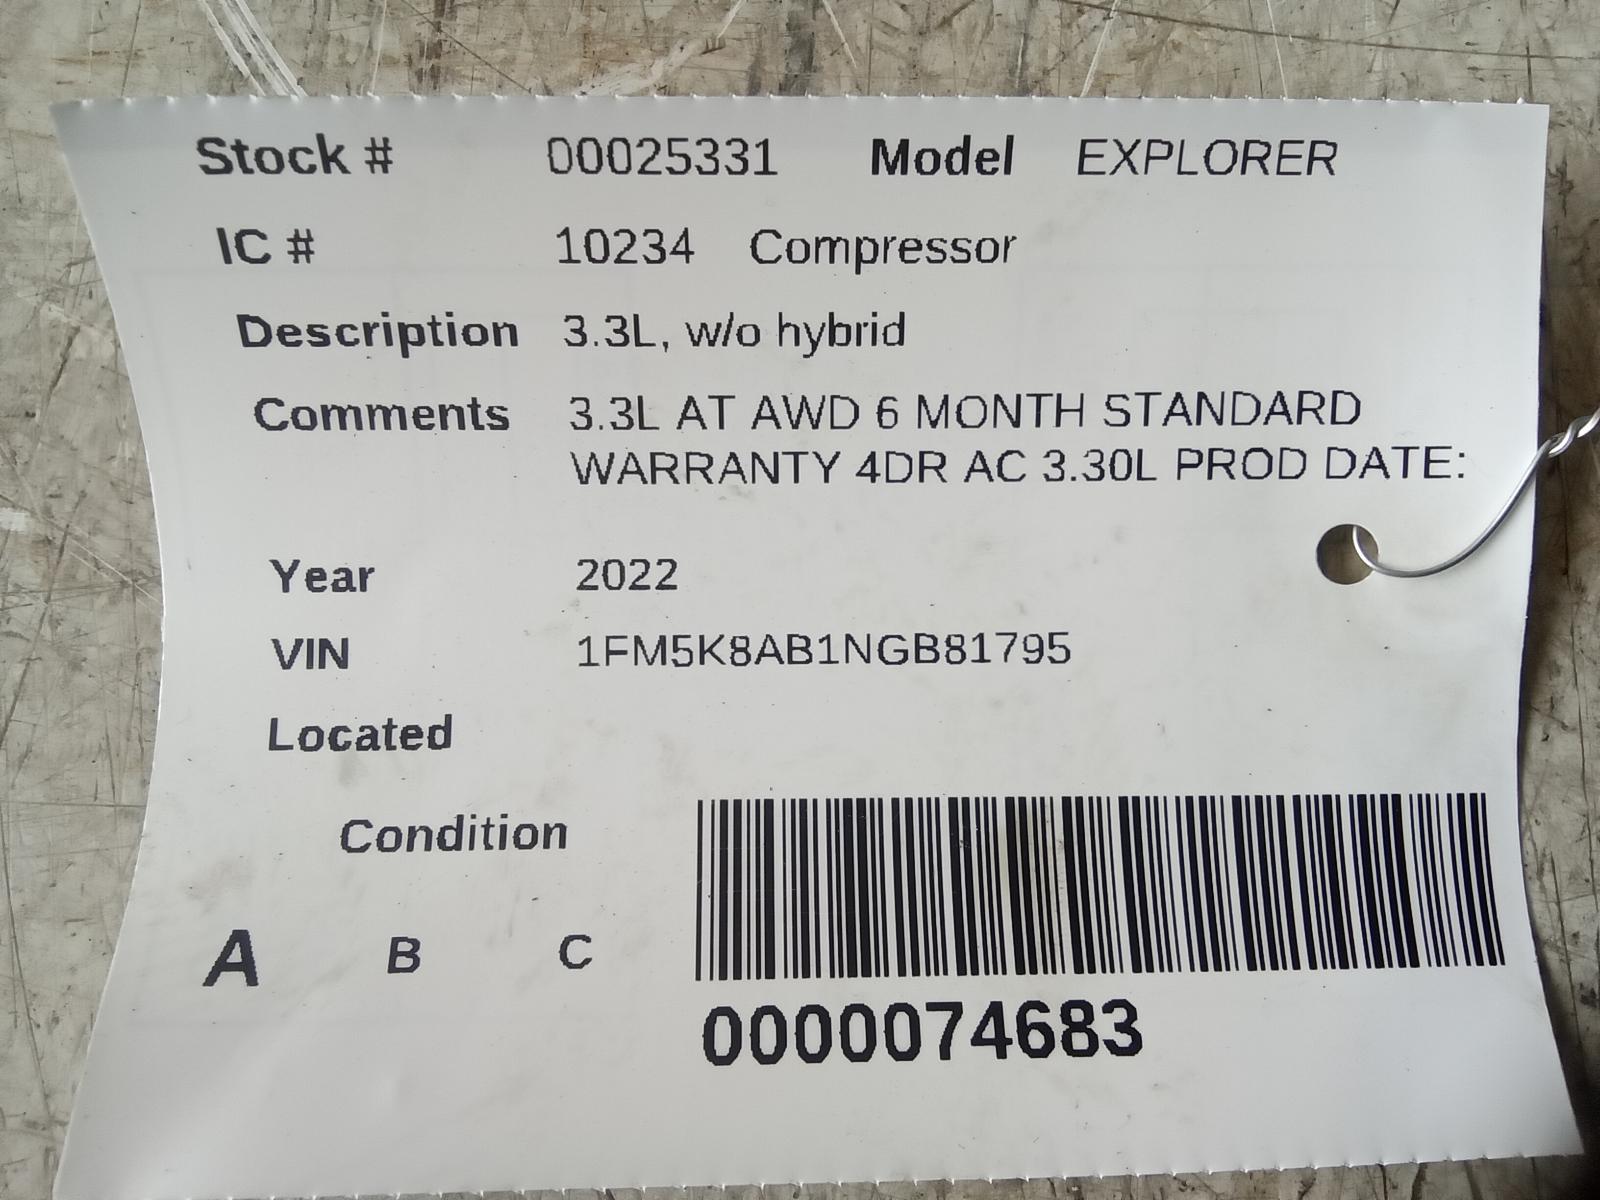 Stock # 00025331 Model EXPLORER
IC # 10234 Compressor
Description 3.3L, w/o hybrid
Comments 3.3L AT AWD 6 MONTH STANDARD
WARRANTY 4DR AC 3.30L PROD DATE:
Year 2022
VIN 1FM5K8AB1NGB81795
Located
Condition
A B C
0000074683